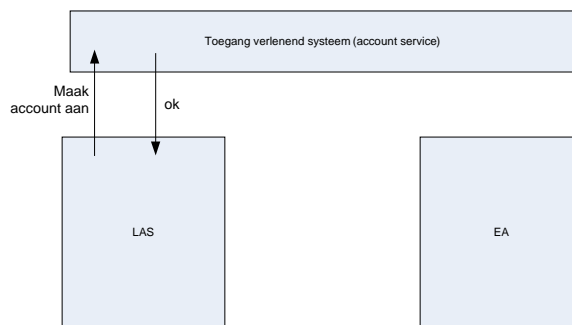 Toegang verlenend systeem (account service)
Maak
account aan
ok
LAS
EA